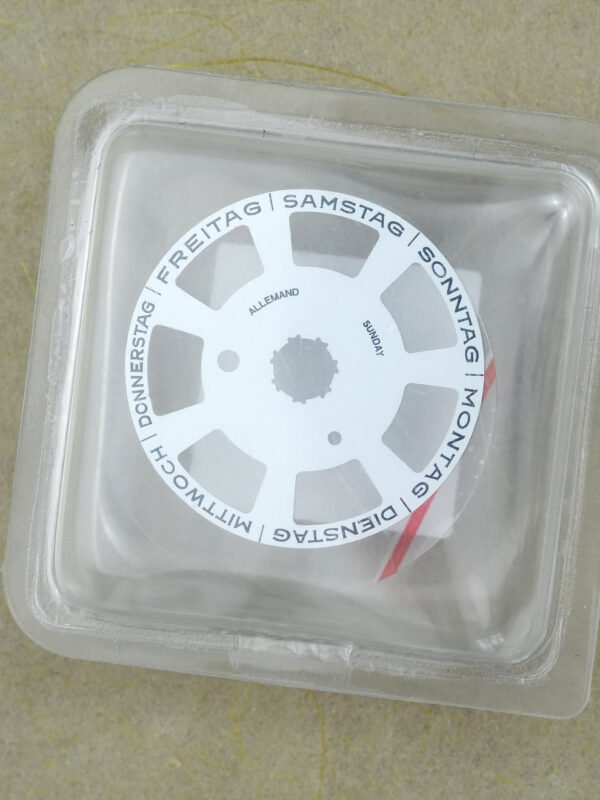 SAMSTAG | SONNTAG | MONTAG | DIENSTAG | MITTWOCH | DONNERSTAG | FREITAG |
ALLEMAND
SUNDAY